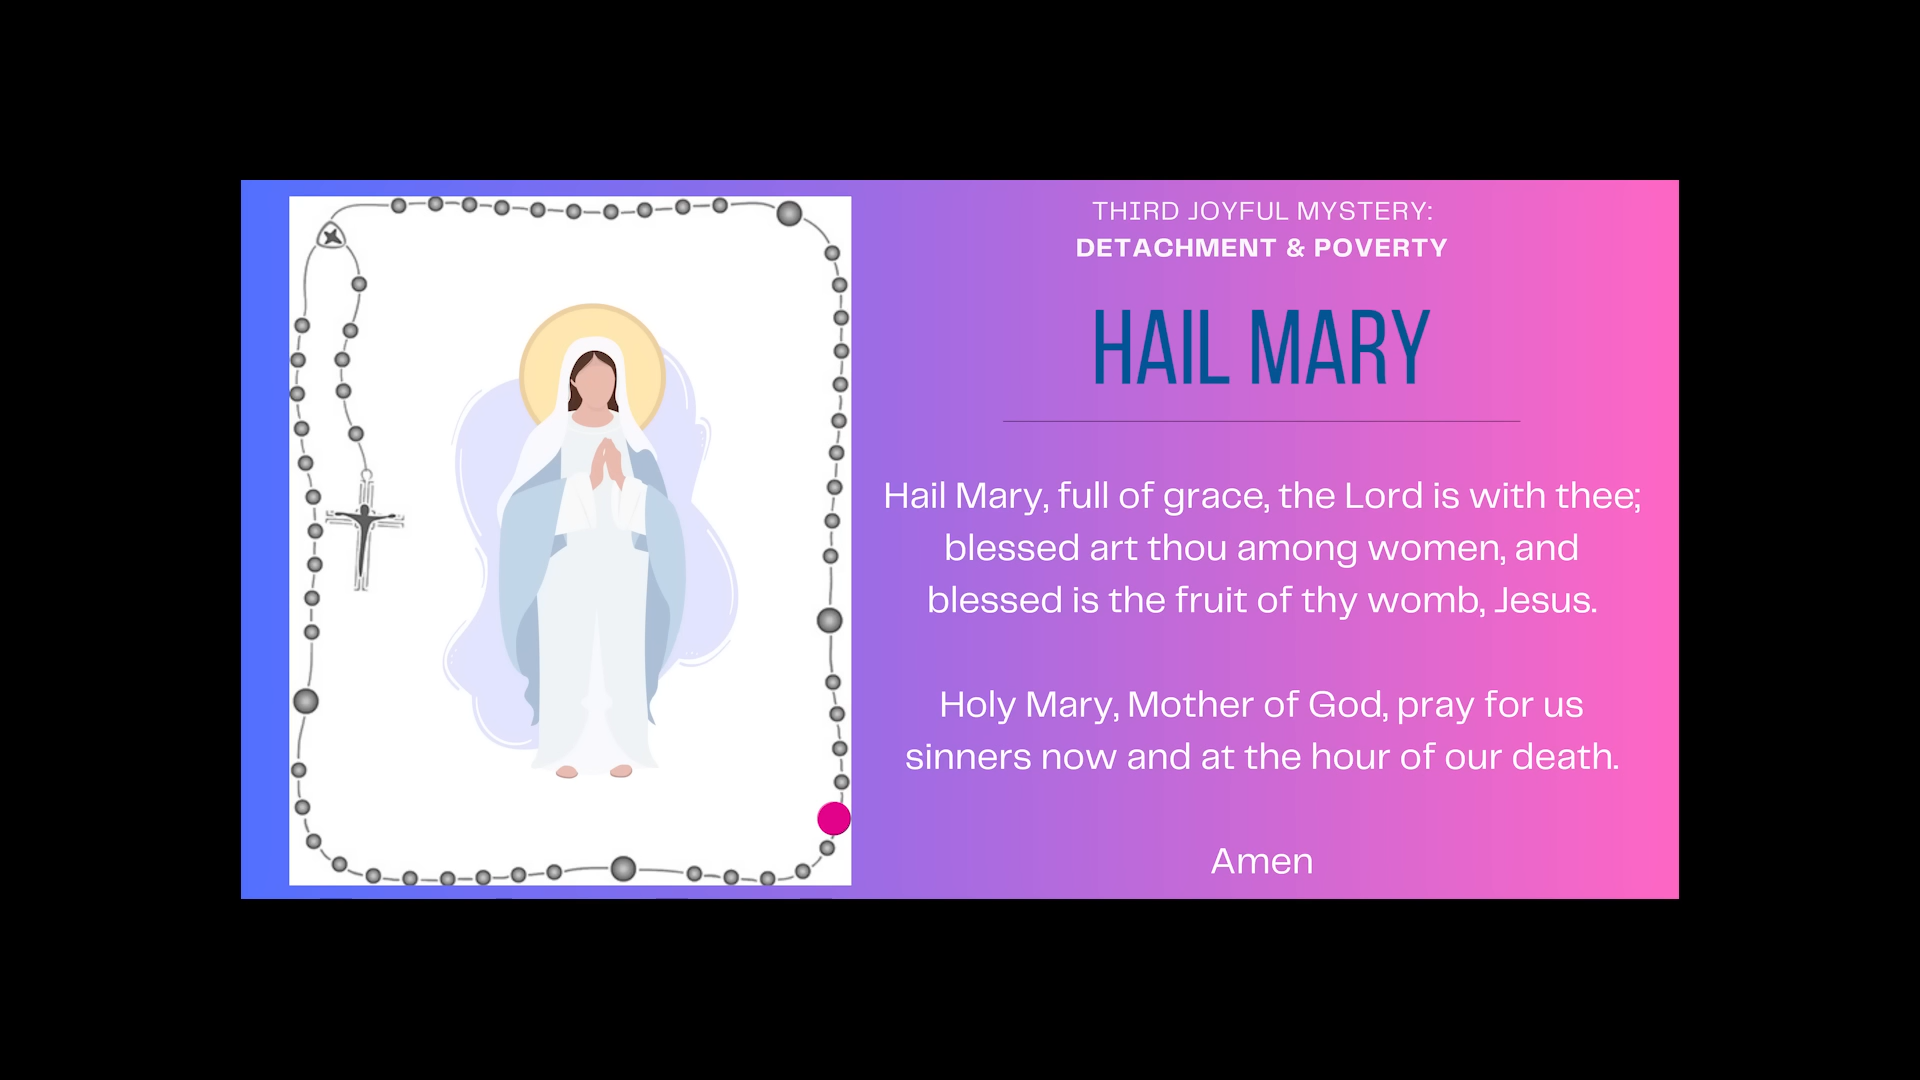 THIRD JOYFUL MYSTERY:
DETACHMENT & POVERTY
HAIL MARY
Hail Mary, full of grace, the Lord is with thee;
blessed art thou among women, and
blessed is the fruit of thy womb, Jesus.
Holy Mary, Mother of God, pray for us
sinners now and at the hour of our death.
Amen